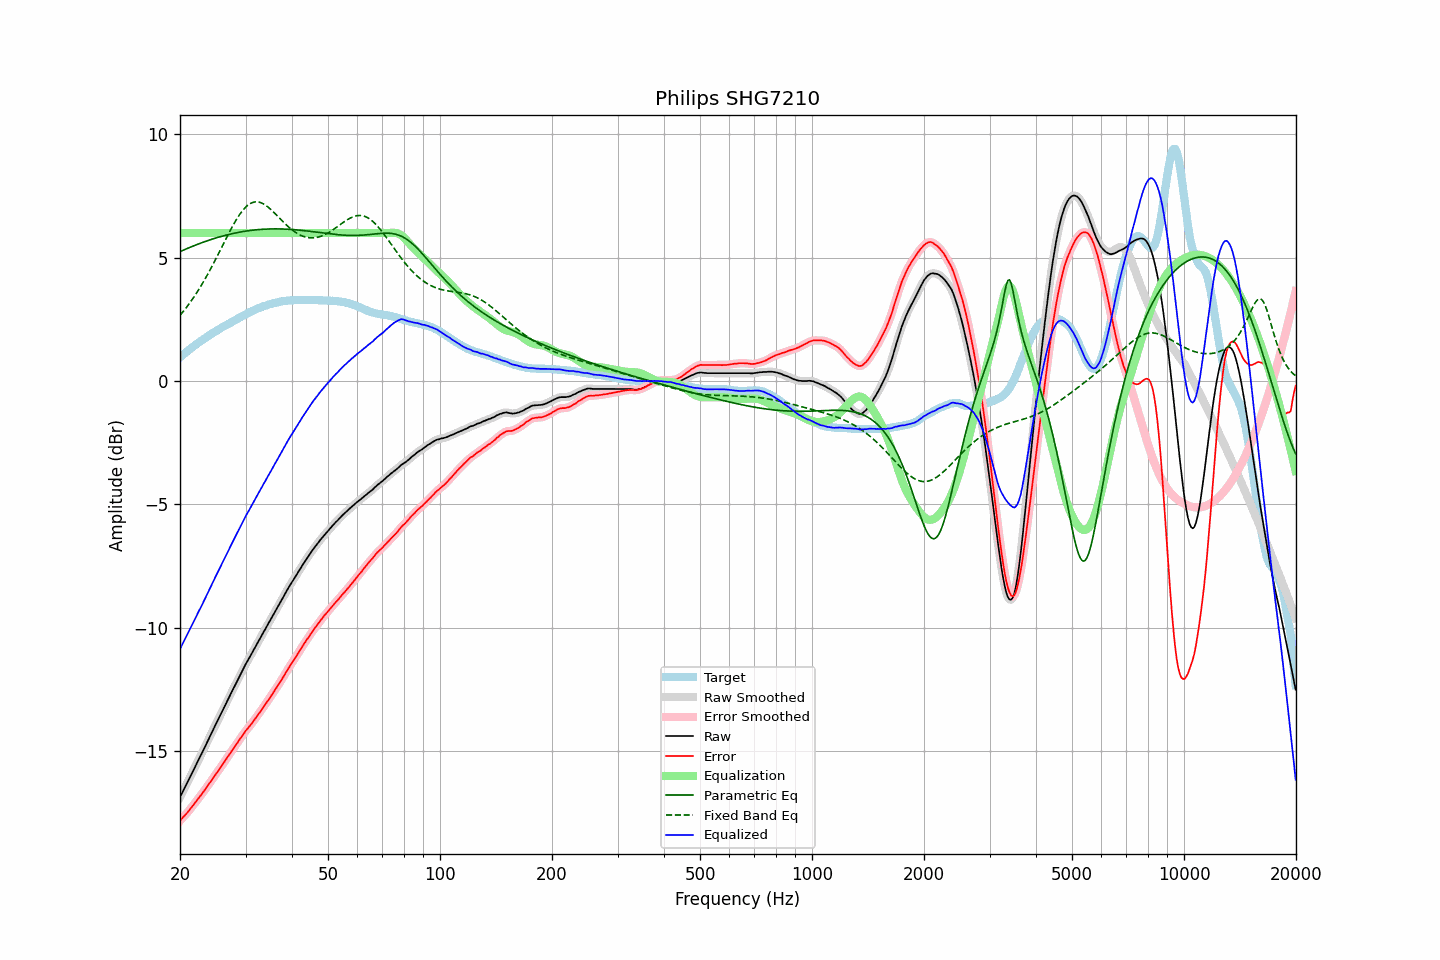 Philips SHG7210
Amplitude (dBr)
10
5
0
−5
−10
−15
Target
Raw Smoothed
Error Smoothed
Raw
Error
Equalization
Parametric Eq
Fixed Band Eq
Equalized
20 50 100 200 500 1000 2000 5000 10000 20000
Frequency (Hz)